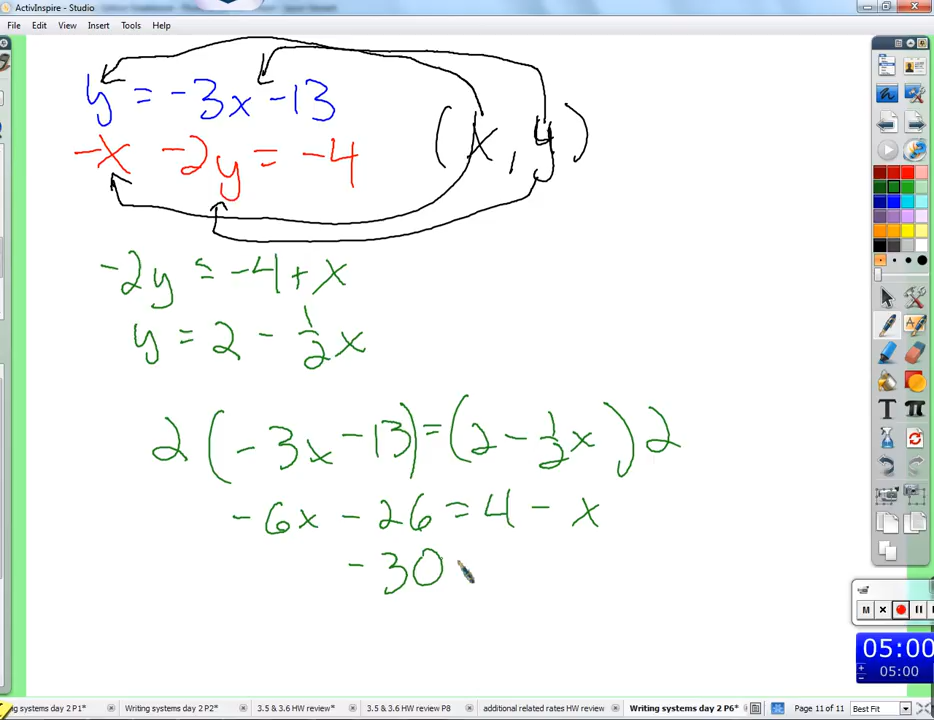 ActivInspire - Studio
File Edit View Insert Tools Help
y = -3x -13
-x -2y = -4
(x, y)
-2y = -4 + x
y = 2 - 1/2 x
2(-3x -13) = (2 - 1/2 x)2
-6x - 26 = 4 - x
-30
M
05:00
05:00
ing systems day 2 P1* Writing systems day 2 P2* 3.5 & 3.6 HW review* 3.5 & 3.6 HW review P8 additional related rates HW review Writing systems day 2 P6* Page 11 of 11 Best Fit